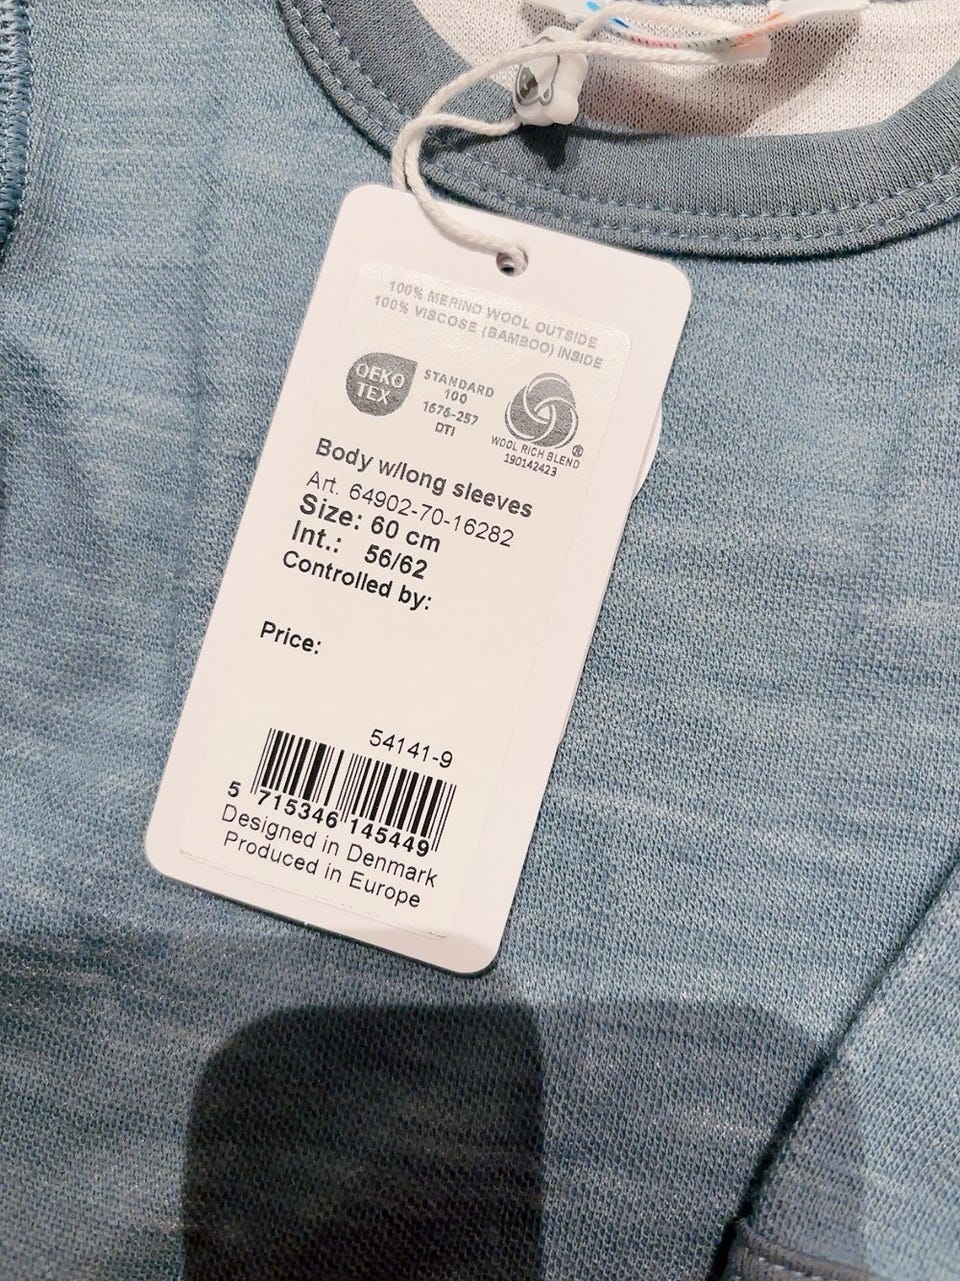 100% MERINO WOOL OUTSIDE
100% VISCOSE (BAMBOO) INSIDE
OEKO
TEX
STANDARD
100
1676-257
DTI
®
WOOL RICH BLEND
190142423
Body w/long sleeves
Art. 64902-70-16282
Size: 60 cm
Int.: 56/62
Controlled by:
Price:
54141-9
5 715346 145449
Designed in Denmark
Produced in Europe